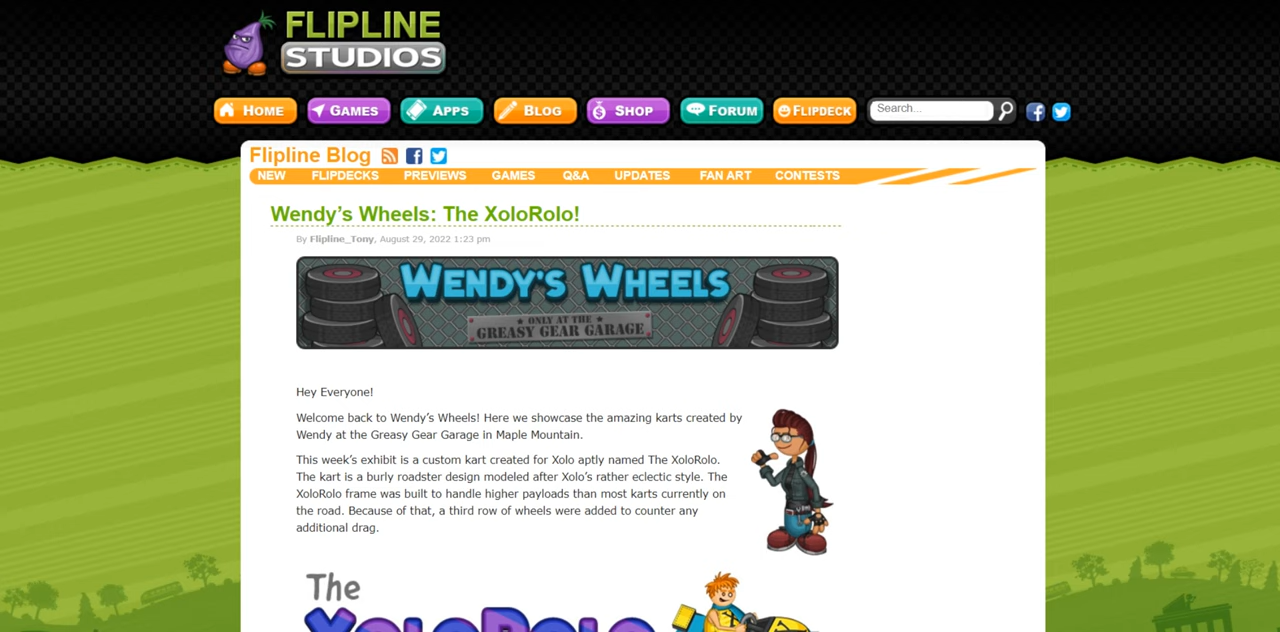 FLIPLINE
STUDIOS
HOME GAMES APPS BLOG SHOP FORUM FLIPDECK Search...
Flipline Blog
NEW FLIPDECKS PREVIEWS GAMES Q&A UPDATES FAN ART CONTESTS
Wendy's Wheels: The XoloRolo!
By Flipline_Tony, August 29, 2022 1:23 pm
WENDY'S WHEELS
★ ONLY AT THE ★
GREASY GEAR GARAGE
Hey Everyone!
Welcome back to Wendy's Wheels! Here we showcase the amazing karts created by
Wendy at the Greasy Gear Garage in Maple Mountain.
This week's exhibit is a custom kart created for Xolo aptly named The XoloRolo.
The kart is a burly roadster design modeled after Xolo's rather eclectic style. The
XoloRolo frame was built to handle higher payloads than most karts currently on
the road. Because of that, a third row of wheels were added to counter any
additional drag.
The
XOLOROLO